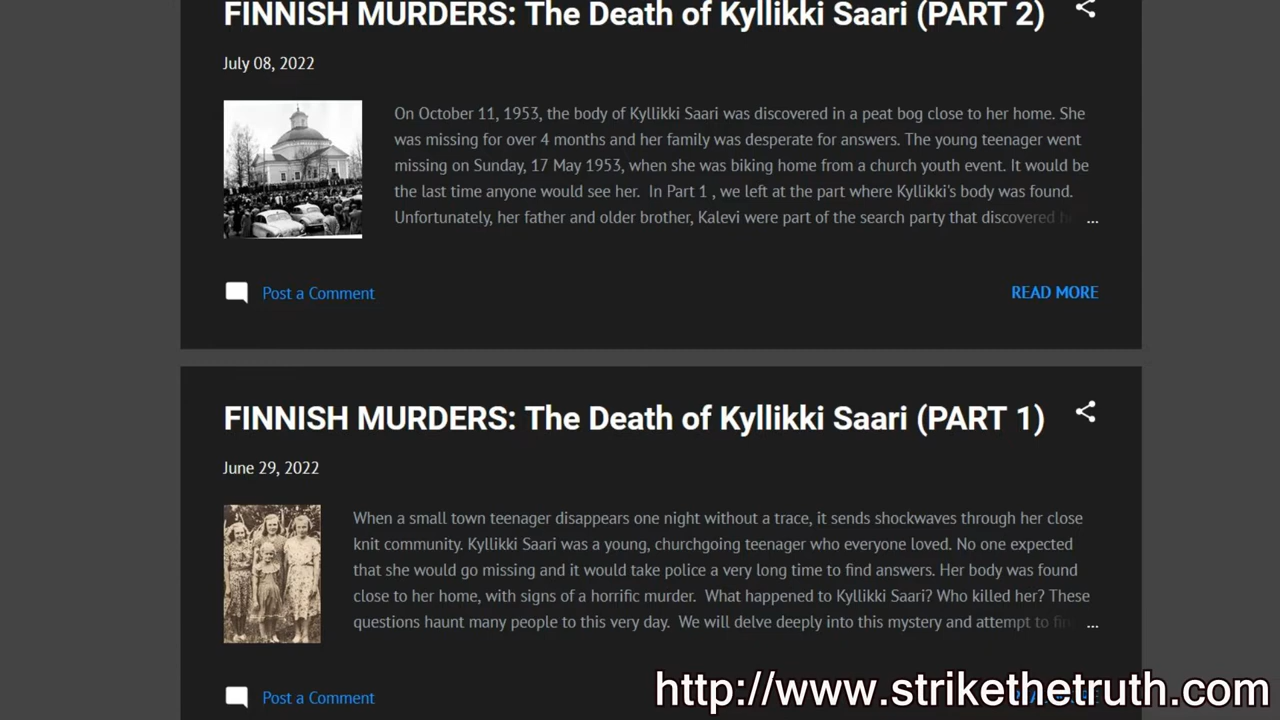 FINNISH MURDERS: The Death of Kyllikki Saari (PART 2)
July 08, 2022
On October 11, 1953, the body of Kyllikki Saari was discovered in a peat bog close to her home. She
was missing for over 4 months and her family was desperate for answers. The young teenager went
missing on Sunday, 17 May 1953, when she was biking home from a church youth event. It would be
the last time anyone would see her.  In Part 1 , we left at the part where Kyllikki's body was found.
Unfortunately, her father and older brother, Kalevi were part of the search party that discovered ...
Post a Comment
READ MORE
FINNISH MURDERS: The Death of Kyllikki Saari (PART 1)
June 29, 2022
When a small town teenager disappears one night without a trace, it sends shockwaves through her close
knit community. Kyllikki Saari was a young, churchgoing teenager who everyone loved. No one expected
that she would go missing and it would take police a very long time to find answers. Her body was found
close to her home, with signs of a horrific murder.  What happened to Kyllikki Saari? Who killed her? These
questions haunt many people to this very day.  We will delve deeply into this mystery and attempt to ...
Post a Comment
http://www.strikethetruth.com